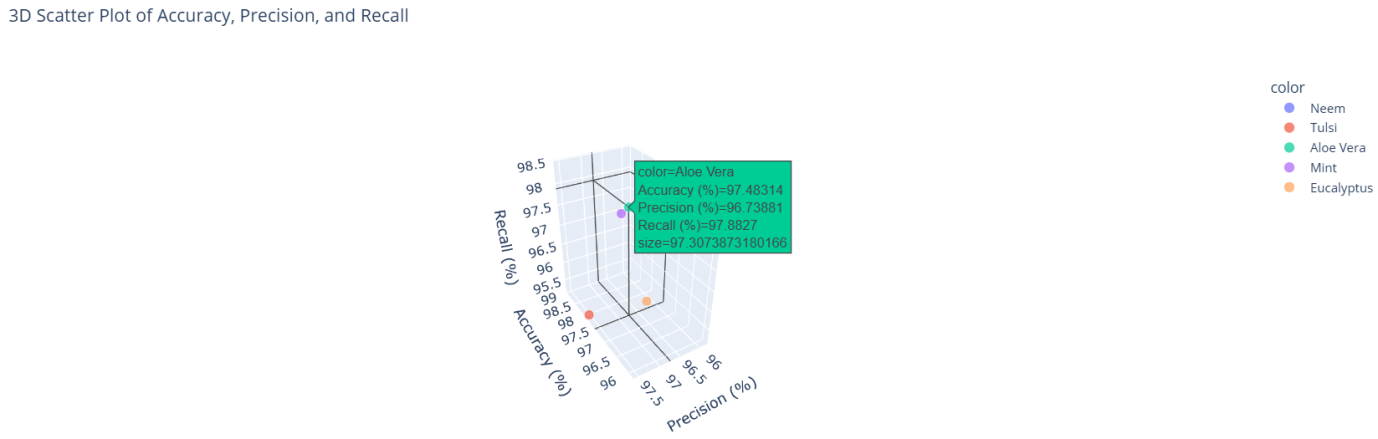 3D Scatter Plot of Accuracy, Precision, and Recall
color
Neem
Tulsi
Aloe Vera
Mint
Eucalyptus
color=Aloe Vera
Accuracy (%)=97.48314
Precision (%)=96.73881
Recall (%)=97.8827
size=97.3073873180166
98.5
98
97.5
97
96.5
96
95.5
Recall (%)
99
98.5
98
97.5
97
96.5
96
Accuracy (%)
97.5
97
96.5
96
Precision (%)